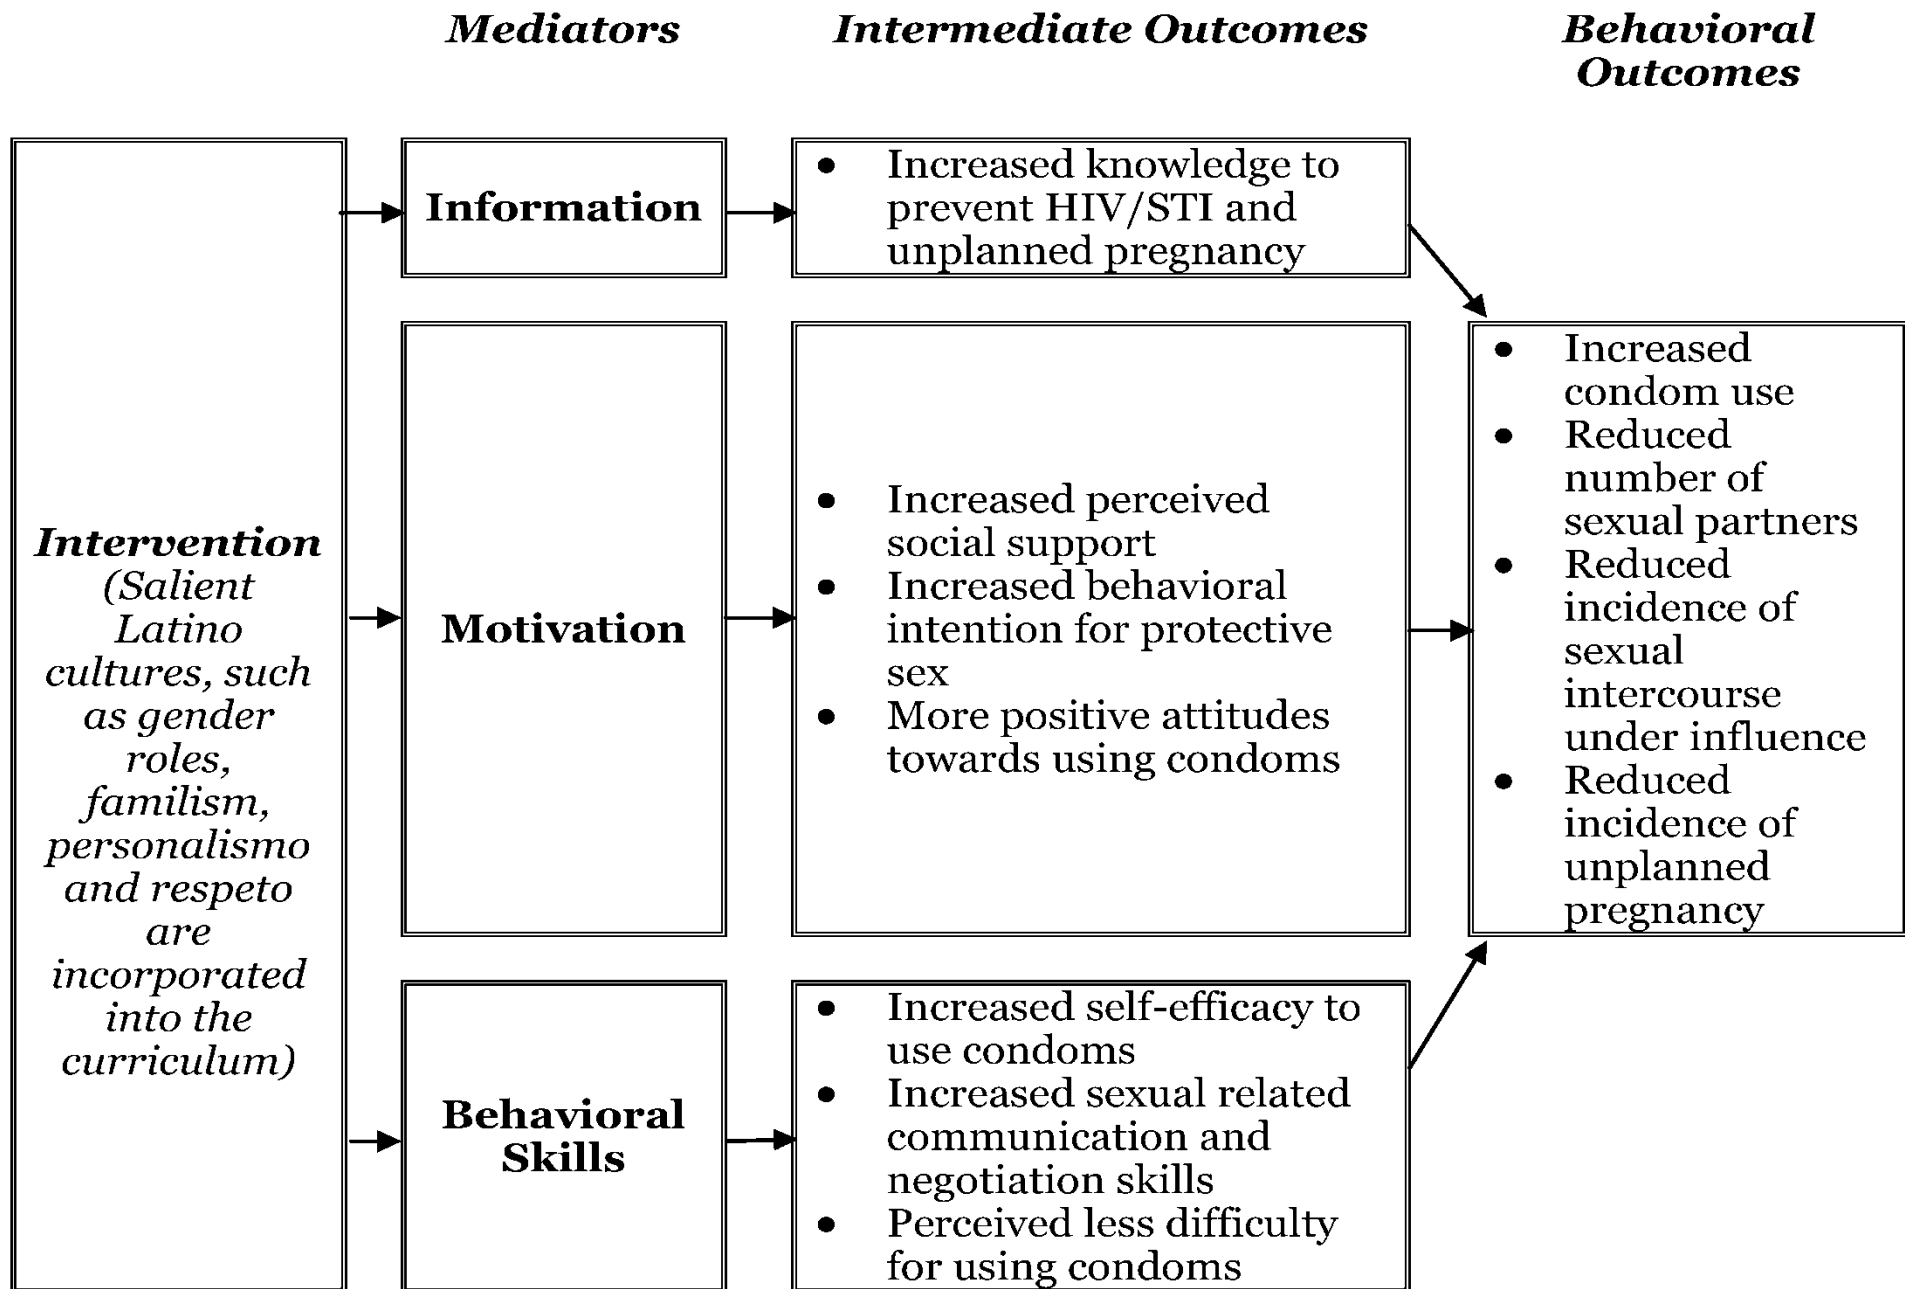 Mediators
Intermediate Outcomes
Behavioral
Outcomes
Intervention
(Salient
Latino
cultures, such
as gender
roles,
familism,
personalismo
and respeto
are
incorporated
into the
curriculum)
Information
• Increased knowledge to
prevent HIV/STI and
unplanned pregnancy
Motivation
• Increased perceived
social support
• Increased behavioral
intention for protective
sex
• More positive attitudes
towards using condoms
Behavioral
Skills
• Increased self-efficacy to
use condoms
• Increased sexual related
communication and
negotiation skills
• Perceived less difficulty
for using condoms
• Increased
condom use
• Reduced
number of
sexual partners
• Reduced
incidence of
sexual
intercourse
under influence
• Reduced
incidence of
unplanned
pregnancy